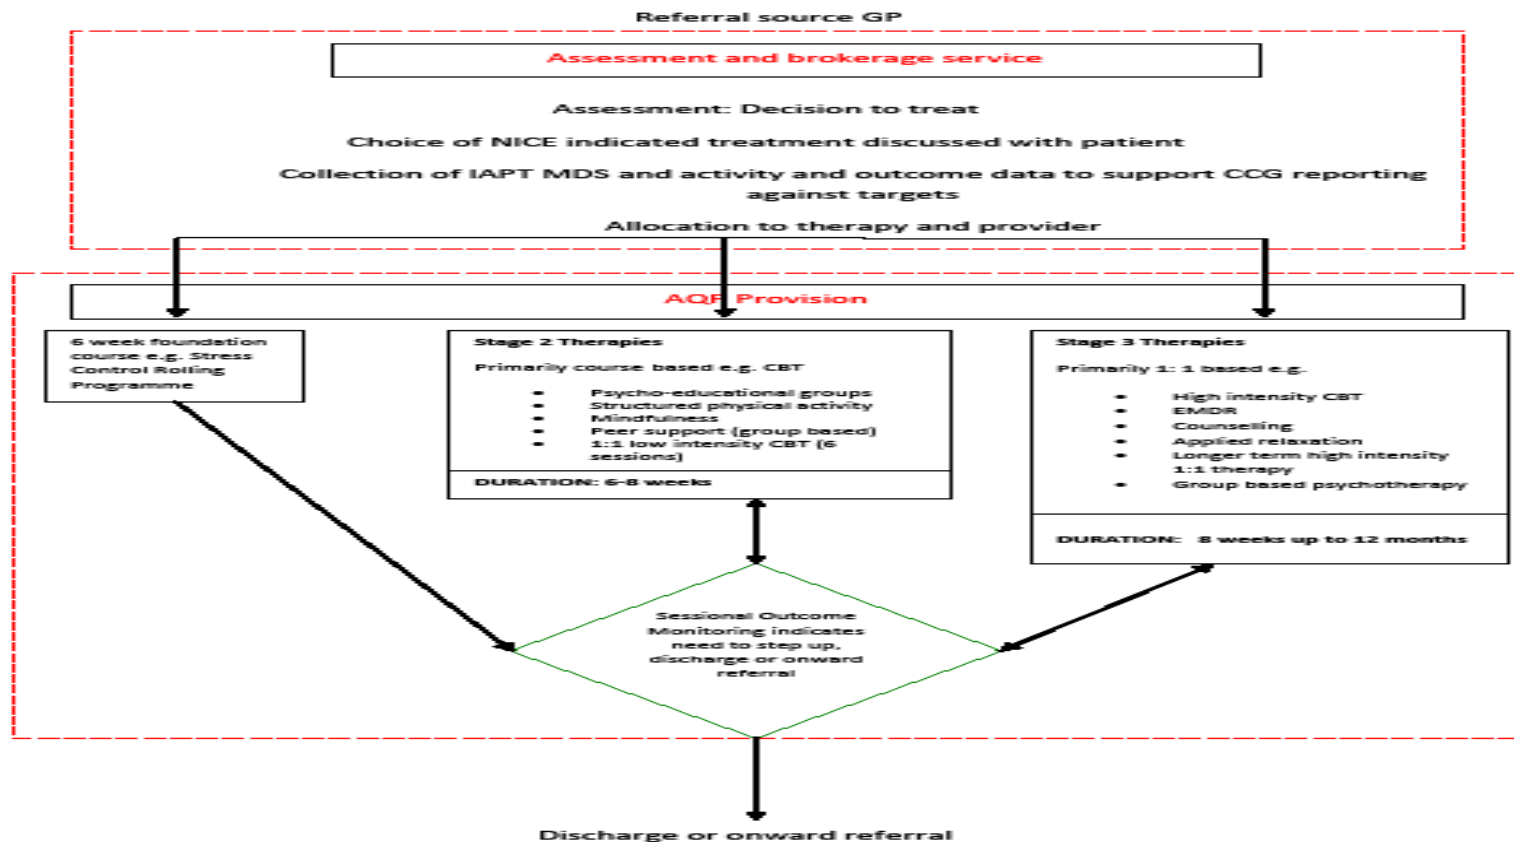 Referral source GP
Assessment and brokerage service
Assessment: Decision to treat
Choice of NICE indicated treatment discussed with patient
Collection of IAPT MDS and activity and outcome data to support CCG reporting
against targets
Allocation to therapy and provider
AQP Provision
6 week foundation
course e.g. Stress
Control Rolling
Programme
Stage 2 Therapies
Primarily course based e.g. CBT
• Psycho-educational groups
• Structured physical activity
• Mindfulness
• Peer support (group based)
• 1:1 low intensity CBT (6
sessions)
DURATION: 6-8 weeks
Stage 3 Therapies
Primarily 1: 1 based e.g.
• High intensity CBT
• EMDR
• Counselling
• Applied relaxation
• Longer term high intensity
1:1 therapy
• Group based psychotherapy
DURATION: 8 weeks up to 12 months
Sessional Outcome
Monitoring indicates
need to step up,
discharge or onward
referral
Discharge or onward referral